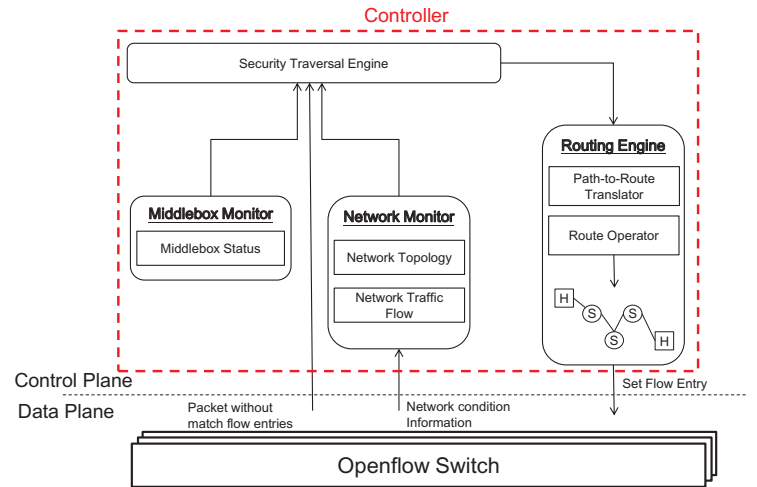 Controller
Security Traversal Engine
Routing Engine
Path-to-Route
Translator
Route Operator
Middlebox Monitor
Middlebox Status
Network Monitor
Network Topology
Network Traffic
Flow
H
S
S
S
H
Control Plane
Data Plane
Packet without
match flow entries
Network condition
Information
Set Flow Entry
Openflow Switch